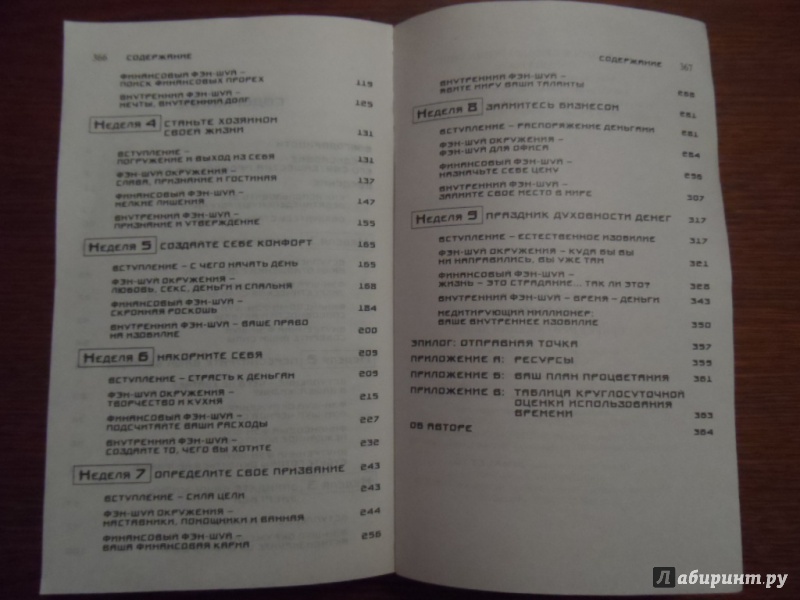 366 СОДЕРЖАНИЕ
ФИНАНСОВЫЙ ФЭН-ШУЙ –
ПОИСК ФИНАНСОВЫХ ПРОРЕХ 119
ВНУТРЕННИЙ ФЭН-ШУЙ –
МЕЧТЫ, ВНУТРЕННИЙ ДОЛГ 125
НЕДЕЛЯ 4 СТАНЬТЕ ХОЗЯИНОМ
СВОЕЙ ЖИЗНИ 131
ВСТУПЛЕНИЕ –
ПОГРУЖЕНИЕ И ВЫХОД ИЗ СЕБЯ 131
ФЭН-ШУЙ ОКРУЖЕНИЯ –
СЛАВА, ПРИЗНАНИЕ И ГОСТИНАЯ 137
ФИНАНСОВЫЙ ФЭН-ШУЙ –
МЕЛКИЕ ЛИШЕНИЯ 147
ВНУТРЕННИЙ ФЭН-ШУЙ –
ПРИЗНАНИЕ И УТВЕРЖДЕНИЕ 155
НЕДЕЛЯ 5 СОЗДАЙТЕ СЕБЕ КОМФОРТ 165
ВСТУПЛЕНИЕ – С ЧЕГО НАЧАТЬ ДЕНЬ 165
ФЭН-ШУЙ ОКРУЖЕНИЯ –
ЛЮБОВЬ, СЕКС, ДЕНЬГИ И СПАЛЬНЯ 168
ФИНАНСОВЫЙ ФЭН-ШУЙ –
СКРОМНАЯ РОСКОШЬ 184
ВНУТРЕННИЙ ФЭН-ШУЙ – ВАШЕ ПРАВО
НА ИЗОБИЛИЕ 200
НЕДЕЛЯ 6 НАКОРМИТЕ СЕБЯ 209
ВСТУПЛЕНИЕ – СТРАСТЬ К ДЕНЬГАМ 209
ФЭН-ШУЙ ОКРУЖЕНИЯ –
ТВОРЧЕСТВО И КУХНЯ 215
ФИНАНСОВЫЙ ФЭН-ШУЙ –
ПОДСЧИТАЙТЕ ВАШИ РАСХОДЫ 227
ВНУТРЕННИЙ ФЭН-ШУЙ –
СОЗДАЙТЕ ТО, ЧЕГО ВЫ ХОТИТЕ 232
НЕДЕЛЯ 7 ОПРЕДЕЛИТЕ СВОЕ ПРИЗВАНИЕ 243
ВСТУПЛЕНИЕ – СИЛА ЦЕЛИ 243
ФЭН-ШУЙ ОКРУЖЕНИЯ –
НАСТАВНИКИ, ПОМОЩНИКИ И ВАННАЯ 244
ФИНАНСОВЫЙ ФЭН-ШУЙ –
ВАША ФИНАНСОВАЯ КАРМА 256
СОДЕРЖАНИЕ 367
ВНУТРЕННИЙ ФЭН-ШУЙ –
ЯВИТЕ МИРУ ВАШИ ТАЛАНТЫ
НЕДЕЛЯ 8 ЗАЙМИТЕСЬ БИЗНЕСОМ 281
ВСТУПЛЕНИЕ – РАСПОРЯЖЕНИЕ ДЕНЬГАМИ 281
ФЭН-ШУЙ ОКРУЖЕНИЯ –
ФЭН-ШУЙ ДЛЯ ОФИСА 284
ФИНАНСОВЫЙ ФЭН-ШУЙ –
НАЗНАЧЬТЕ СЕБЕ ЦЕНУ
ВНУТРЕННИЙ ФЭН-ШУЙ –
ЗАЙМИТЕ СВОЕ МЕСТО В МИРЕ 307
НЕДЕЛЯ 9 ПРАЗДНИК ДУХОВНОСТИ ДЕНЕГ 317
ВСТУПЛЕНИЕ – ЕСТЕСТВЕННОЕ ИЗОБИЛИЕ 317
ФЭН-ШУЙ ОКРУЖЕНИЯ – КУДА БЫ ВЫ
НИ НАПРАВИЛИСЬ, ВЫ УЖЕ ТАМ 321
ФИНАНСОВЫЙ ФЭН-ШУЙ –
ЖИЗНЬ – ЭТО СТРАДАНИЕ... ТАК ЛИ ЭТО? 328
ВНУТРЕННИЙ ФЭН-ШУЙ – ВРЕМЯ – ДЕНЬГИ 343
МЕДИТИРУЮЩИЙ МИЛЛИОНЕР:
ВАШЕ ВНУТРЕННЕЕ ИЗОБИЛИЕ 350
ЭПИЛОГ: ОТПРАВНАЯ ТОЧКА 357
ПРИЛОЖЕНИЕ А: РЕСУРСЫ
ПРИЛОЖЕНИЕ Б: ВАШ ПЛАН ПРОЦВЕТАНИЯ 361
ПРИЛОЖЕНИЕ В: ТАБЛИЦА КРУГЛОСУТОЧНОЙ
ОЦЕНКИ ИСПОЛЬЗОВАНИЯ
ВРЕМЕНИ 363
ОБ АВТОРЕ 364
Лабиринт.ру